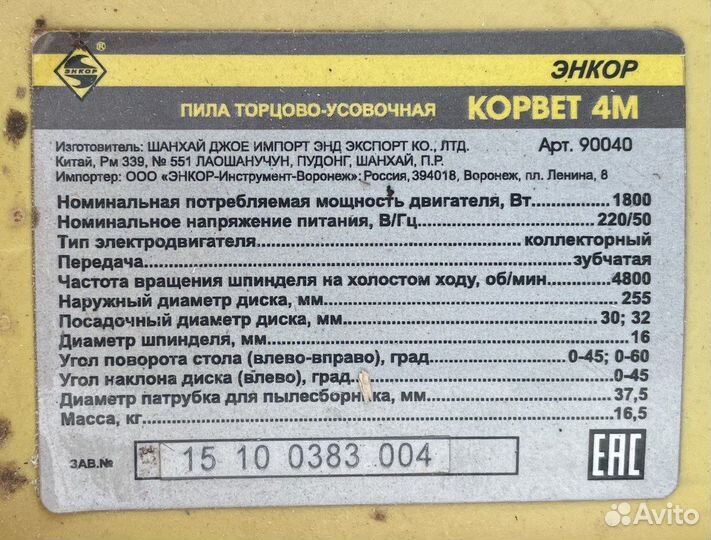 ЭНКОР
®
ЭНКОР
ПИЛА ТОРЦОВО-УСОВОЧНАЯ КОРВЕТ 4М
Изготовитель: ШАНХАЙ ДЖОЕ ИМПОРТ ЭНД ЭКСПОРТ КО., ЛТД. Арт. 90040
Китай, Рм 339, № 551 ЛАОШАНУЧУН, ПУДОНГ, ШАНХАЙ, П.Р.
Импортер: ООО «ЭНКОР-Инструмент-Воронеж»: Россия, 394018, Воронеж, пл. Ленина, 8
Номинальная потребляемая мощность двигателя, Вт 1800
Номинальное напряжение питания, В/Гц 220/50
Тип электродвигателя коллекторный
Передача зубчатая
Частота вращения шпинделя на холостом ходу, об/мин 4800
Наружный диаметр диска, мм 255
Посадочный диаметр диска, мм 30; 32
Диаметр шпинделя, мм 16
Угол поворота стола (влево-вправо), град 0-45; 0-60
Угол наклона диска (влево), град 0-45
Диаметр патрубка для пылесборника, мм 37,5
Масса, кг 16,5
ЗАВ.№ 15 10 0383 004
EAC
Avito